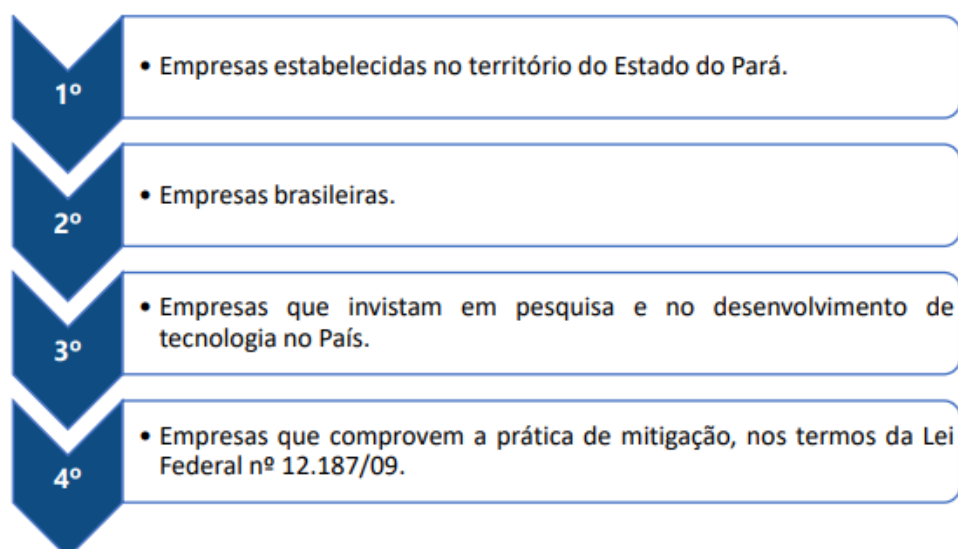 1º
• Empresas estabelecidas no território do Estado do Pará.
2º
• Empresas brasileiras.
3º
• Empresas que invistam em pesquisa e no desenvolvimento de
tecnologia no País.
4º
• Empresas que comprovem a prática de mitigação, nos termos da Lei
Federal nº 12.187/09.